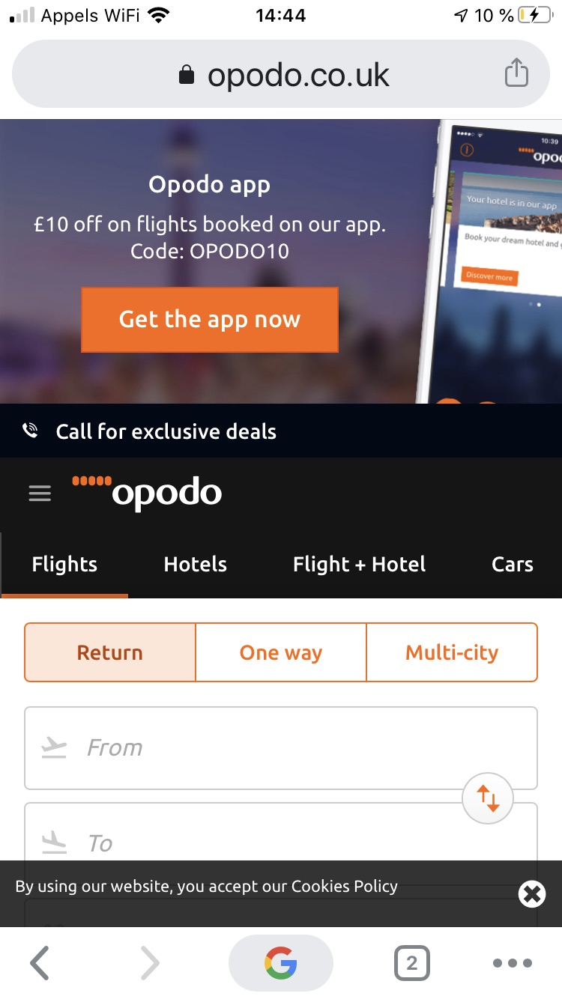 Appels WiFi 14:44 10 %
opodo.co.uk
10:39
opodo
Opodo app
Your hotel is in our app
£10 off on flights booked on our app.
Book your dream hotel and
Code: OPODO10
Discover more
Get the app now
Call for exclusive deals
opodo
Flights Hotels Flight + Hotel Cars
Return One way Multi-city
From
To
By using our website, you accept our Cookies Policy
G 2